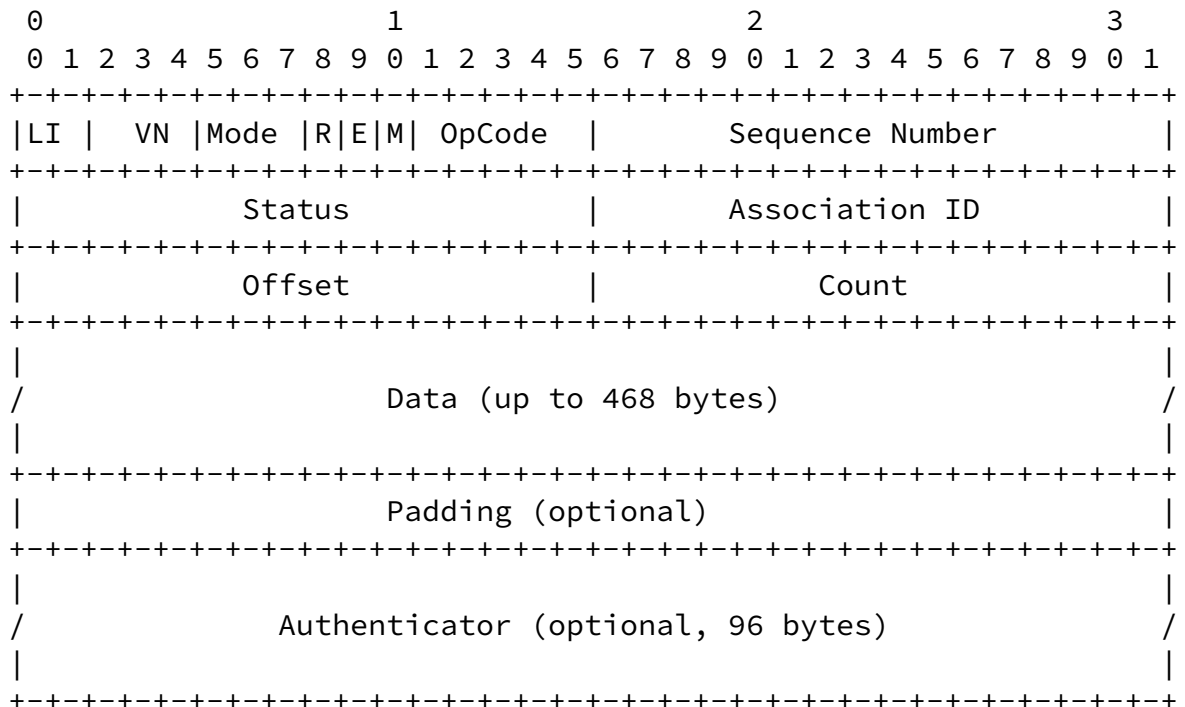 0                   1                   2                   3
 0 1 2 3 4 5 6 7 8 9 0 1 2 3 4 5 6 7 8 9 0 1 2 3 4 5 6 7 8 9 0 1
+-+-+-+-+-+-+-+-+-+-+-+-+-+-+-+-+-+-+-+-+-+-+-+-+-+-+-+-+-+-+-+-+
|LI |  VN |Mode |R|E|M| OpCode  |       Sequence Number         |
+-+-+-+-+-+-+-+-+-+-+-+-+-+-+-+-+-+-+-+-+-+-+-+-+-+-+-+-+-+-+-+-+
|            Status             |       Association ID          |
+-+-+-+-+-+-+-+-+-+-+-+-+-+-+-+-+-+-+-+-+-+-+-+-+-+-+-+-+-+-+-+-+
|            Offset             |            Count              |
+-+-+-+-+-+-+-+-+-+-+-+-+-+-+-+-+-+-+-+-+-+-+-+-+-+-+-+-+-+-+-+-+
|                                                               |
/                    Data (up to 468 bytes)                     /
|                                                               |
+-+-+-+-+-+-+-+-+-+-+-+-+-+-+-+-+-+-+-+-+-+-+-+-+-+-+-+-+-+-+-+-+
|                    Padding (optional)                         |
+-+-+-+-+-+-+-+-+-+-+-+-+-+-+-+-+-+-+-+-+-+-+-+-+-+-+-+-+-+-+-+-+
|                                                               |
/              Authenticator (optional, 96 bytes)               /
|                                                               |
+-+-+-+-+-+-+-+-+-+-+-+-+-+-+-+-+-+-+-+-+-+-+-+-+-+-+-+-+-+-+-+-+